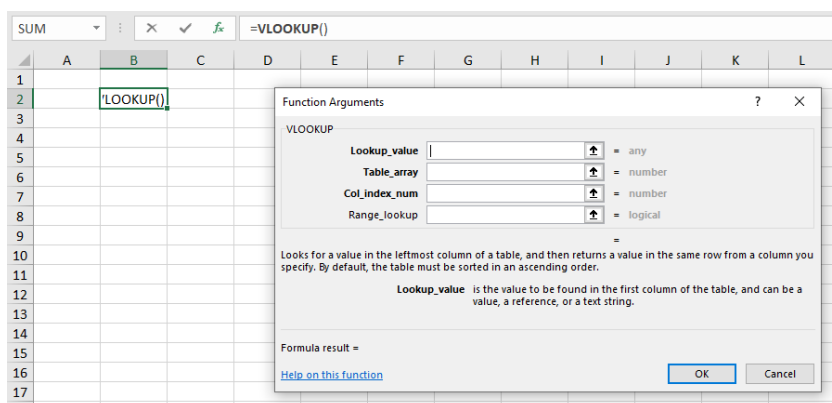 SUM fx =VLOOKUP()
A B C D E F G H I J K L
1
2 'LOOKUP()
3
4
5
6
7
8
9
10
11
12
13
14
15
16
17
Function Arguments ? ×
VLOOKUP
Lookup_value = any
Table_array = number
Col_index_num = number
Range_lookup = logical
=
Looks for a value in the leftmost column of a table, and then returns a value in the same row from a column you
specify. By default, the table must be sorted in an ascending order.
Lookup_value is the value to be found in the first column of the table, and can be a
value, a reference, or a text string.
Formula result =
Help on this function OK Cancel